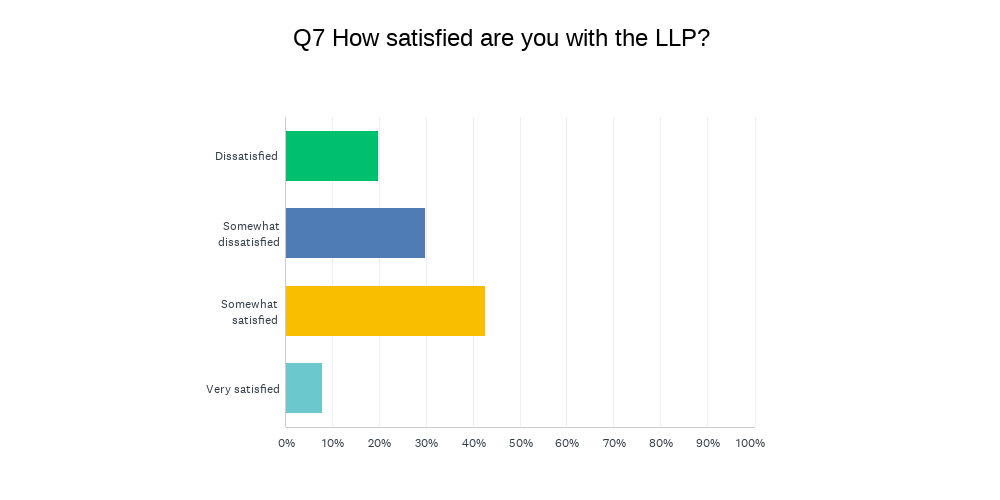 Q7 How satisfied are you with the LLP?
Dissatisfied
Somewhat
dissatisfied
Somewhat
satisfied
Very satisfied
0% 10% 20% 30% 40% 50% 60% 70% 80% 90% 100%